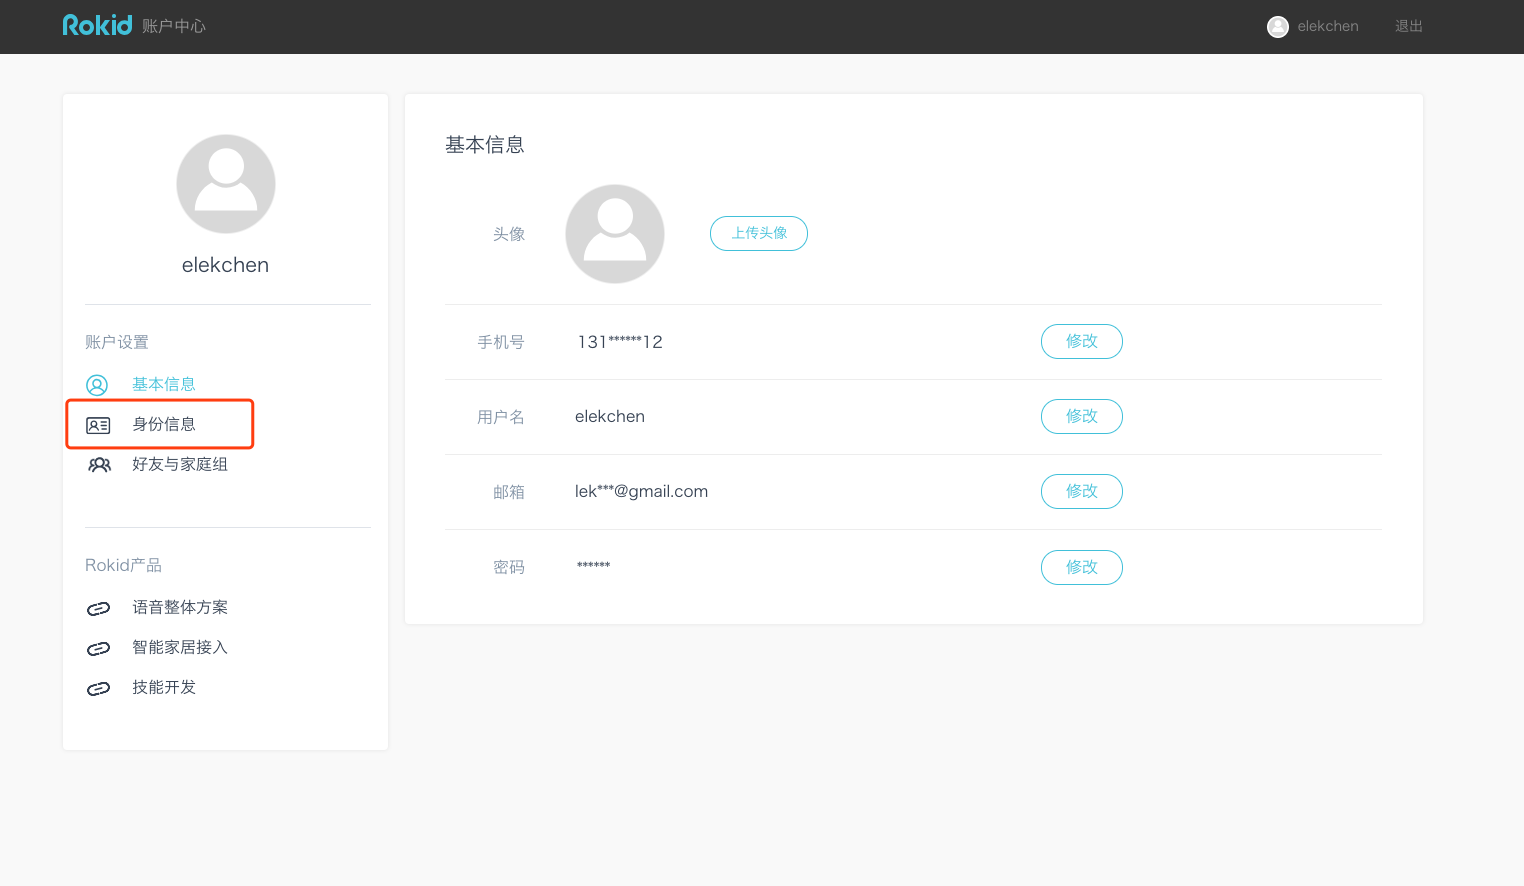 Rokid 账户中心
elekchen 退出
elekchen
账户设置
基本信息
身份信息
好友与家庭组
Rokid产品
语音整体方案
智能家居接入
技能开发
基本信息
头像 上传头像
手机号 131******12 修改
用户名 elekchen 修改
邮箱 lek***@gmail.com 修改
密码 ****** 修改